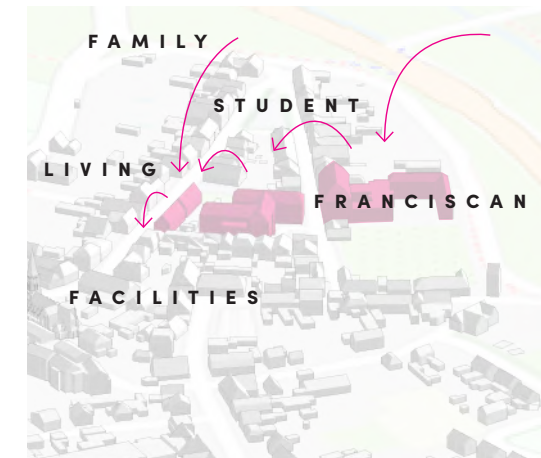 FAMILY
STUDENT
LIVING
FRANCISCAN
FACILITIES